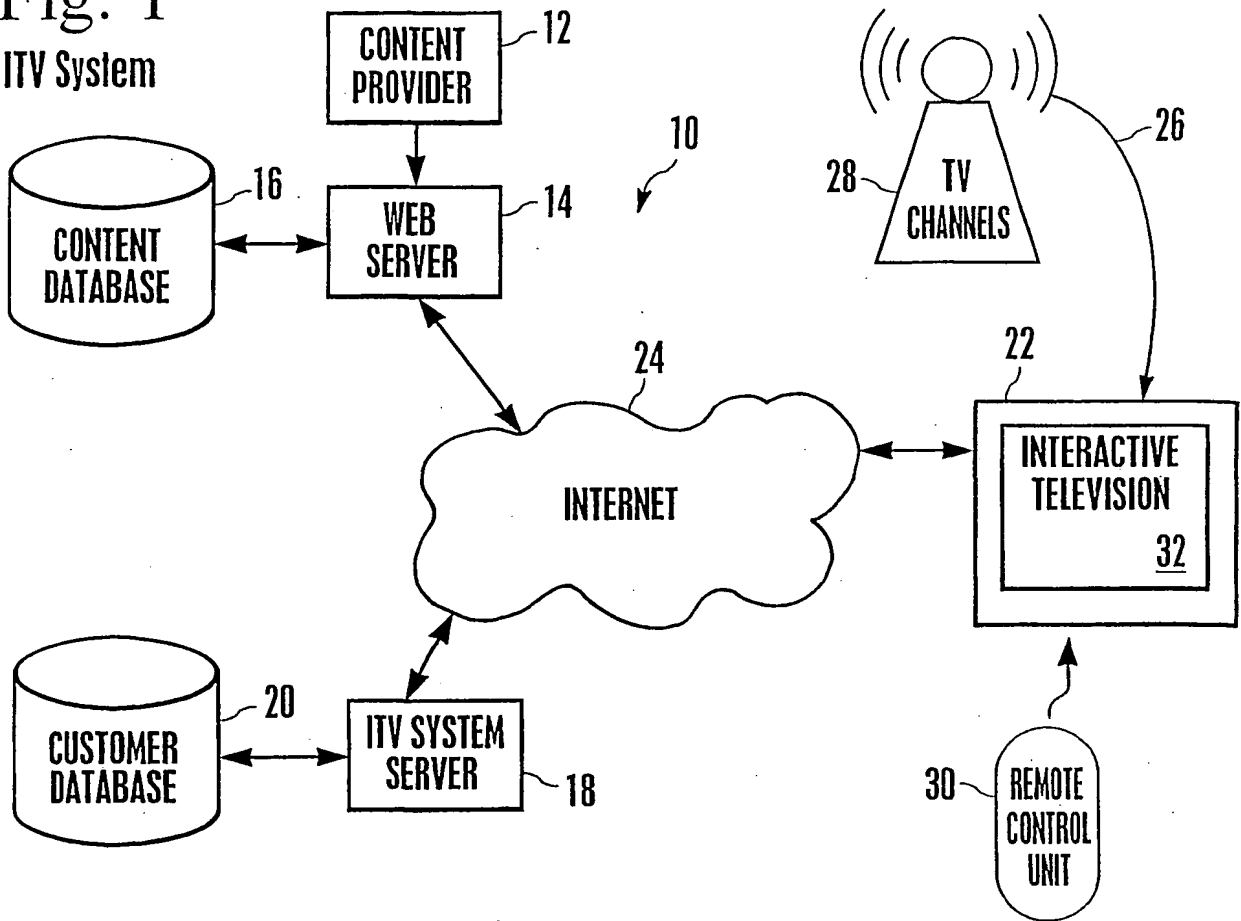 Fig. 1
ITV System
CONTENT
PROVIDER
12
10
26
16
CONTENT
DATABASE
WEB
SERVER
14
28
TV
CHANNELS
24
INTERNET
22
INTERACTIVE
TELEVISION
32
20
CUSTOMER
DATABASE
ITV SYSTEM
SERVER
18
30
REMOTE
CONTROL
UNIT